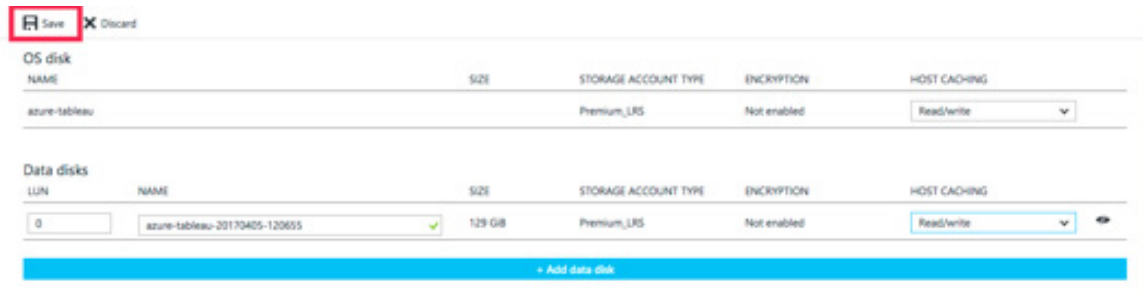 Save Discard
OS disk
NAME SIZE STORAGE ACCOUNT TYPE ENCRYPTION HOST CACHING
azure-tableau Premium_LRS Not enabled Read/write
Data disks
LUN NAME SIZE STORAGE ACCOUNT TYPE ENCRYPTION HOST CACHING
0 azure-tableau-20170405-120655 129 GiB Premium_LRS Not enabled Read/write
+ Add data disk